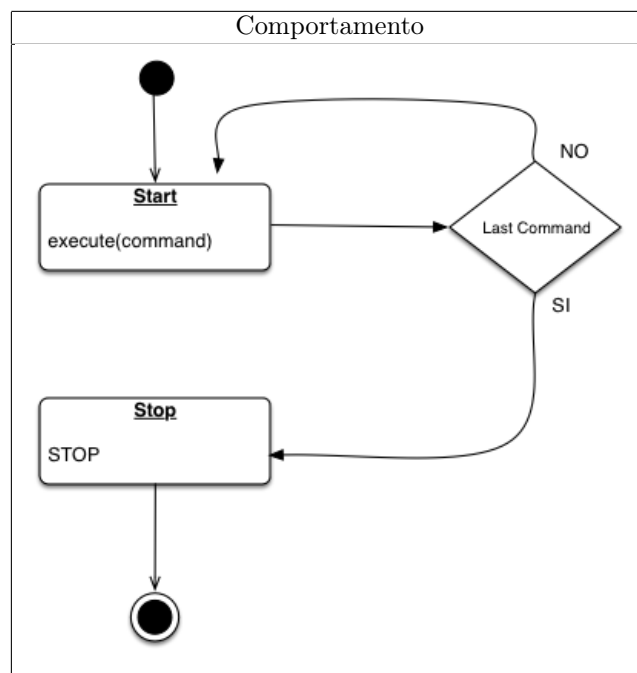 Comportamento
Start
execute(command)
NO
Last Command
SI
Stop
STOP